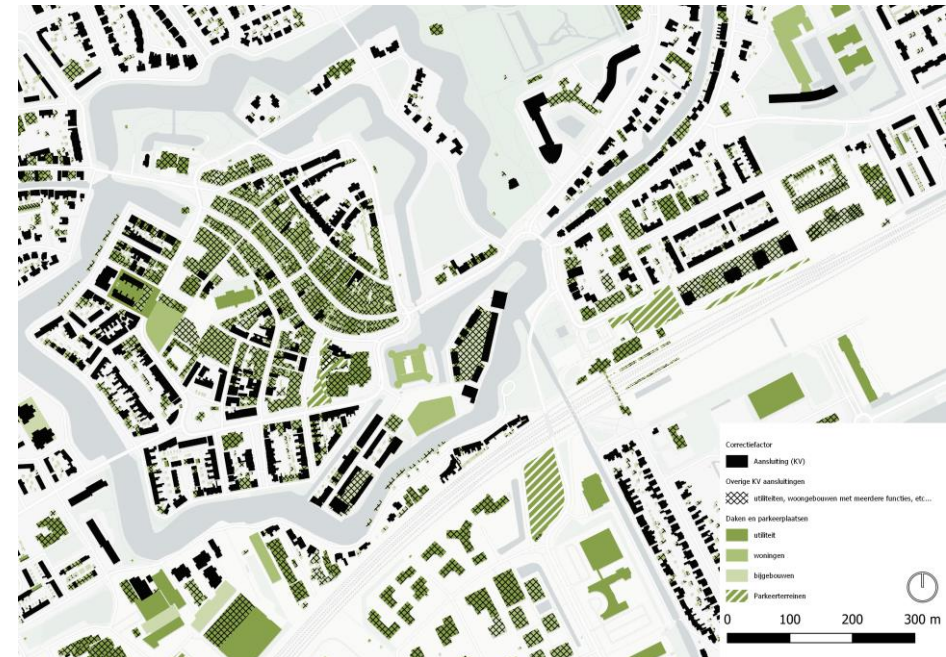 Correctiefactor
Aansluiting (KV)
Overige KV aansluitingen
utiliteiten, woongebouwen met meerdere functies, etc...
Daken en parkeerplaatsen
utiliteit
woningen
bijgebouwen
Parkeerterreinen
0 100 200 300 m